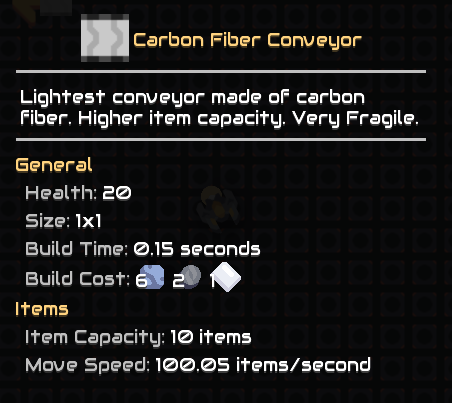 Carbon Fiber Conveyor
Lightest conveyor made of carbon
fiber. Higher item capacity. Very Fragile.
General
Health: 20
Size: 1x1
Build Time: 0.15 seconds
Build Cost: 6 2 1
Items
Item Capacity: 10 items
Move Speed: 100.05 items/second